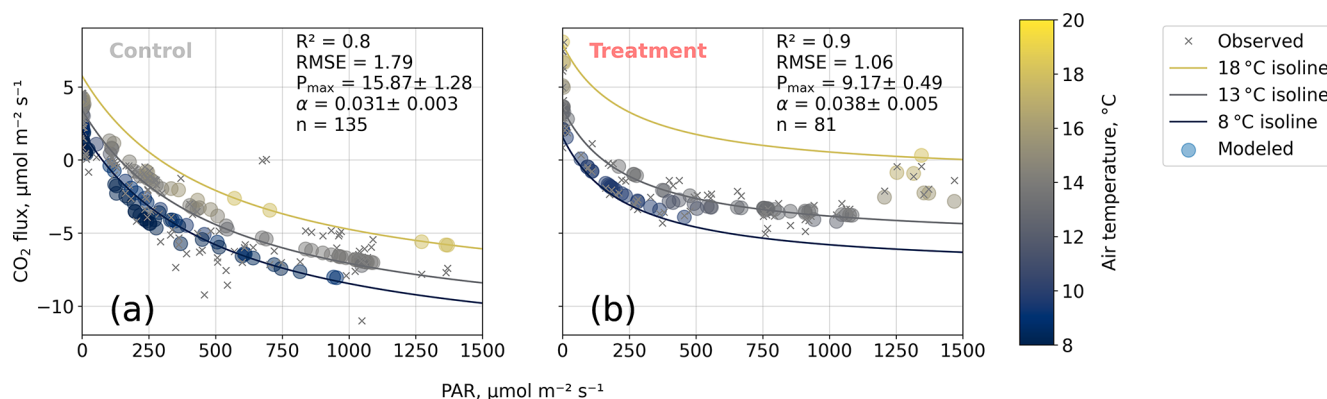 Control
R² = 0.8
RMSE = 1.79
Pmax = 15.87± 1.28
α = 0.031± 0.003
n = 135
5
0
−5
−10
CO₂ flux, μmol m⁻² s⁻¹
(a)
0 250 500 750 1000 1250 1500
Treatment
R² = 0.9
RMSE = 1.06
Pmax = 9.17± 0.49
α = 0.038± 0.005
n = 81
(b)
0 250 500 750 1000 1250 1500
PAR, μmol m⁻² s⁻¹
20
18
16
14
12
10
8
Air temperature, °C
Observed
18 °C isoline
13 °C isoline
8 °C isoline
Modeled